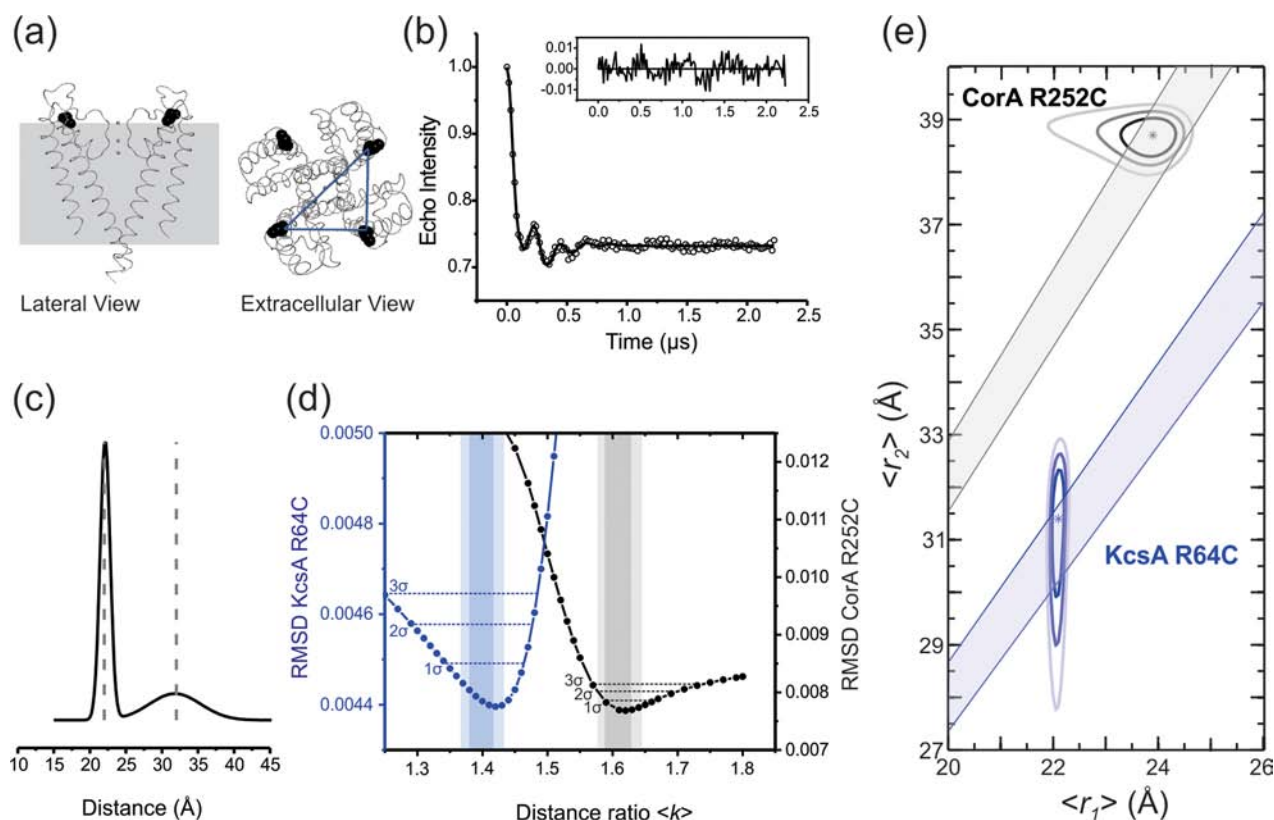 (a)
Lateral View
Extracellular View
(b)
1.0
0.9
0.8
0.7
Echo Intensity
0.01
0.00
-0.01
0.0 0.5 1.0 1.5 2.0 2.5
0.0 0.5 1.0 1.5 2.0 2.5
Time (µs)
(c)
10 15 20 25 30 35 40 45
Distance (Å)
(d)
RMSD KcsA R64C
0.0050
0.0048
0.0046
0.0044
3σ
2σ
1σ
3σ
2σ
1σ
0.012
0.011
0.010
0.009
0.008
0.007
RMSD CorA R252C
1.3 1.4 1.5 1.6 1.7 1.8
Distance ratio <k>
(e)
CorA R252C
KcsA R64C
39
37
35
33
31
29
27
<r2> (Å)
20 22 24 26
<r1> (Å)